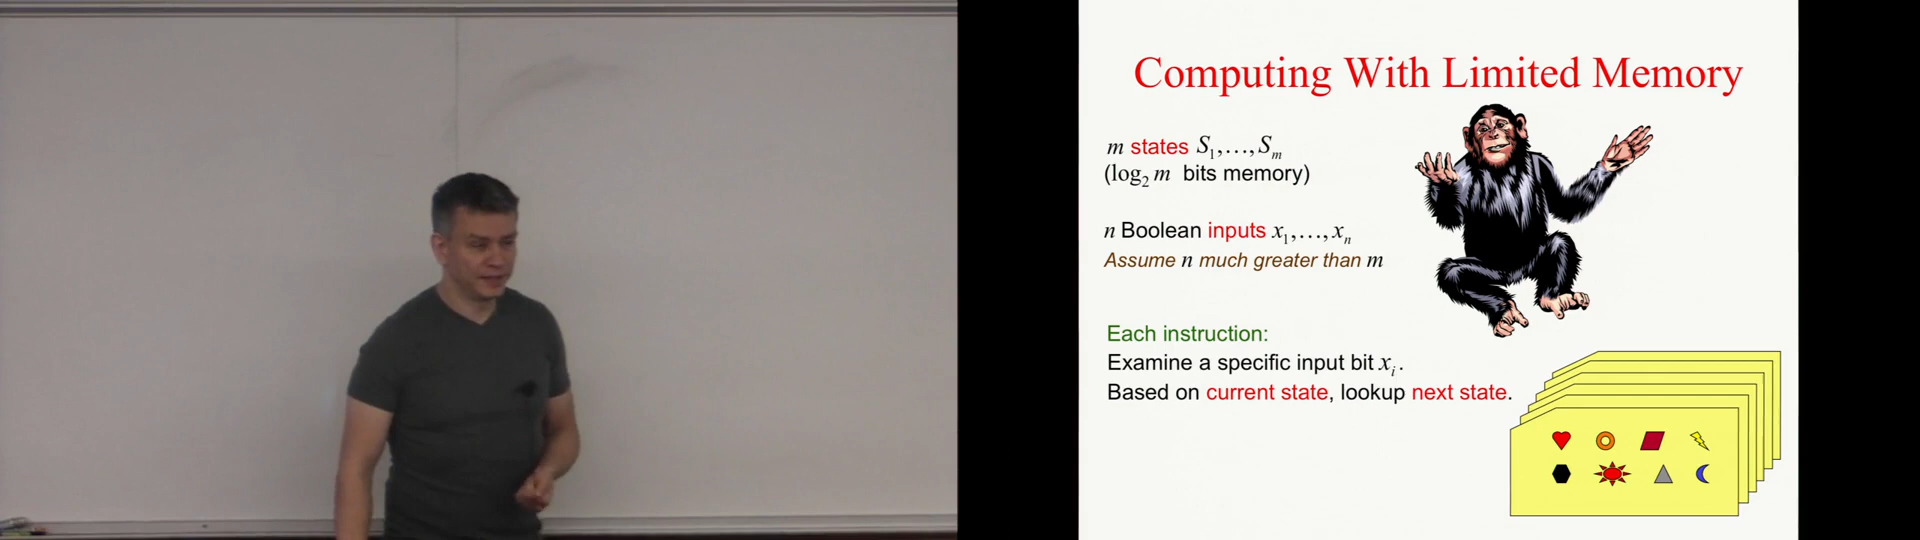 Computing With Limited Memory
m states S₁,…,Sₘ
(log₂ m bits memory)
n Boolean inputs x₁,…,xₙ
Assume n much greater than m
Each instruction:
Examine a specific input bit xᵢ.
Based on current state, lookup next state.